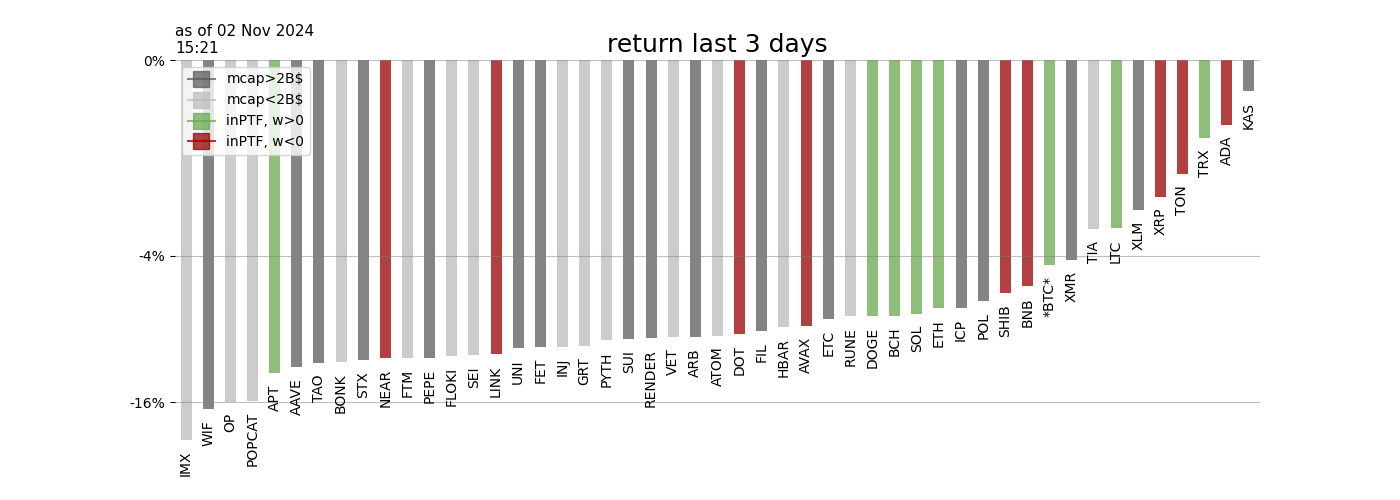 as of 02 Nov 2024
15:21
return last 3 days
0%
-4%
-16%
mcap>2B$
mcap<2B$
inPTF, w>0
inPTF, w<0
IMX
WIF
OP
POPCAT
APT
AAVE
TAO
BONK
STX
NEAR
FTM
PEPE
FLOKI
SEI
LINK
UNI
FET
INJ
GRT
PYTH
SUI
RENDER
VET
ARB
ATOM
DOT
FIL
HBAR
AVAX
ETC
RUNE
DOGE
BCH
SOL
ETH
ICP
POL
SHIB
BNB
*BTC*
XMR
TIA
LTC
XLM
XRP
TON
TRX
ADA
KAS